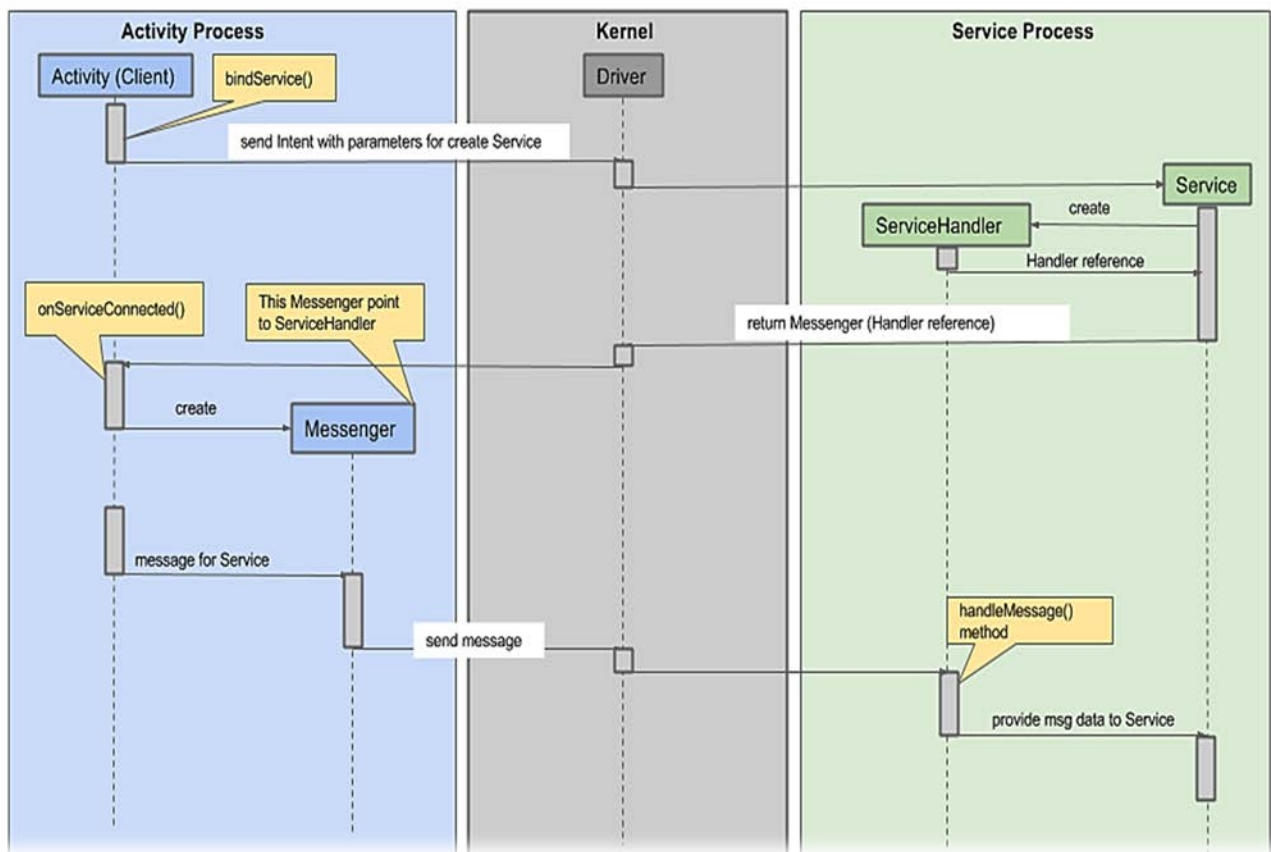 Activity Process
Kernel
Service Process
Activity (Client)
bindService()
Driver
send Intent with parameters for create Service
Service
create
ServiceHandler
Handler reference
onServiceConnected()
This Messenger point
to ServiceHandler
return Messenger (Handler reference)
create
Messenger
message for Service
handleMessage()
method
send message
provide msg data to Service